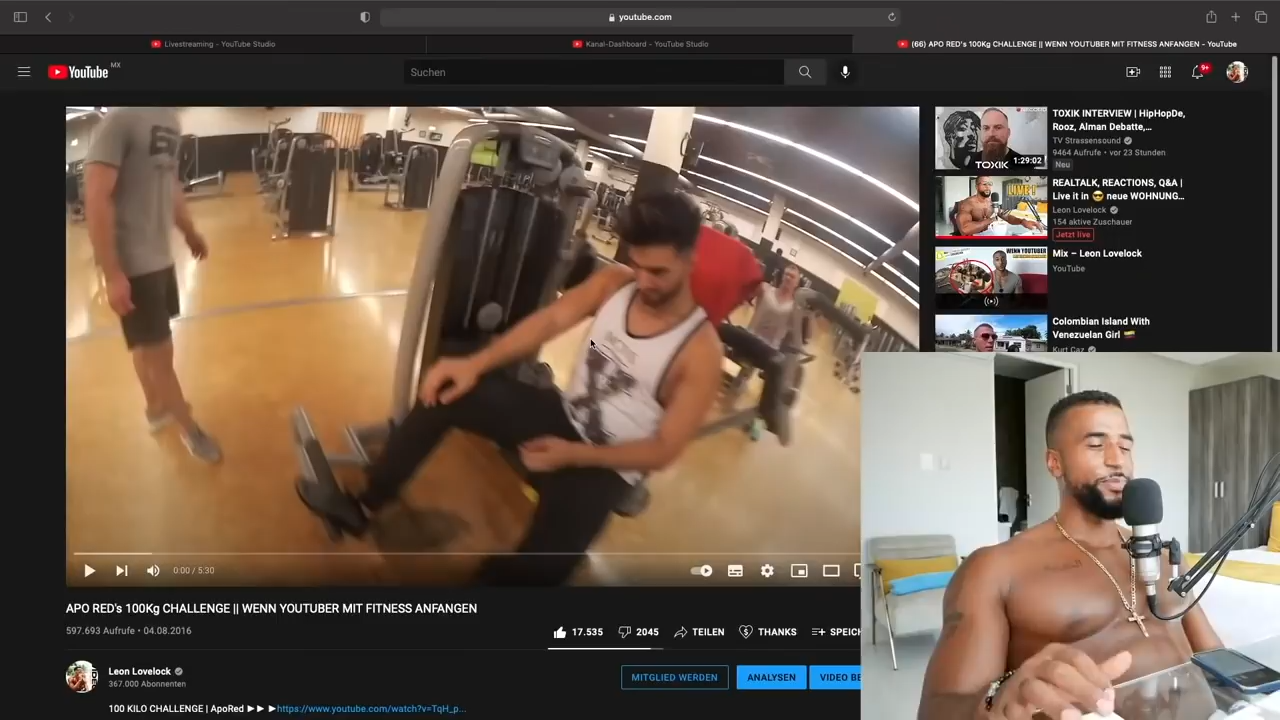 youtube.com
Livestreaming - YouTube Studio
Kanal-Dashboard - YouTube Studio
(66) APO RED's 100Kg CHALLENGE || WENN YOUTUBER MIT FITNESS ANFANGEN - YouTube
YouTube MX
Suchen
9+
TOXIK
1:29:02
TOXIK INTERVIEW | HipHopDe,
Rooz, Alman Debatte,...
TV Strassensound
9464 Aufrufe • vor 23 Stunden
Neu
LIVE!
REALTALK, REACTIONS, Q&A |
Live it in 😎 neue WOHNUNG...
Leon Lovelock
154 aktive Zuschauer
Jetzt live
WENN YOUTUBER
Mix – Leon Lovelock
YouTube
Colombian Island With
Venezuelan Girl 🇻🇪
Kurt Caz
0:00 / 5:30
APO RED's 100Kg CHALLENGE || WENN YOUTUBER MIT FITNESS ANFANGEN
597.693 Aufrufe • 04.08.2016
17.535
2045
TEILEN
THANKS
SPEICH
Leon Lovelock
367.000 Abonnenten
MITGLIED WERDEN
ANALYSEN
VIDEO BE
100 KILO CHALLENGE | ApoRed ►►►https://www.youtube.com/watch?v=TqH_p...